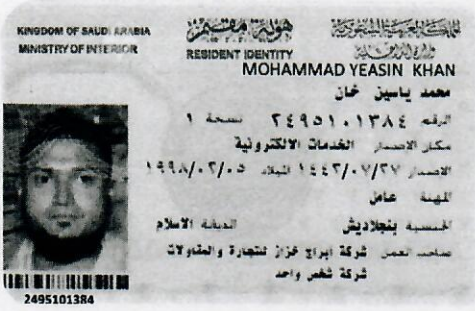 KINGDOM OF SAUDI ARABIA
MINISTRY OF INTERIOR
هوية مقيم
RESIDENT IDENTITY
المملكة العربية السعودية
وزارة الداخلية
MOHAMMAD YEASIN KHAN
محمد ياسين خان
الرقم ٢٤٩٥١٠١٣٨٤ نسخة ١
مكان الاصدار الخدمات الالكترونية
الاصدار ١٤٤٢/٠٧/٢٧ الميلاد ١٩٩٨/٠٢/٠٥
المهنة عامل
الجنسية بنجلاديش الديانة الاسلام
صاحب العمل شركة ابراج خزاز للتجارة والمقاولات
شركة شخص واحد
2495101384